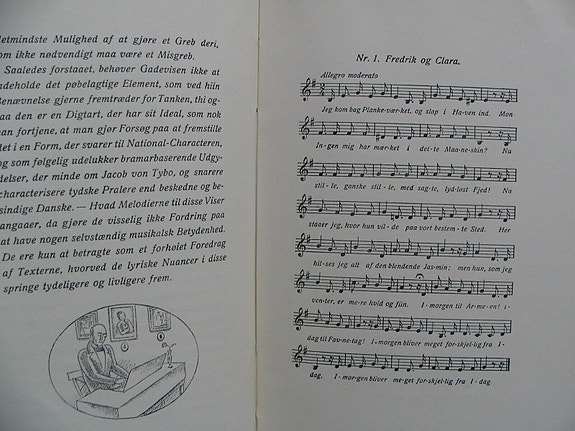 letmindste Mulighed af at gjøre et Greb deri,
om ikke nødvendigt maa være et Misgreb.
Saaledes forstaaet, behøver Gadevisen ikke at
ndeholde det pøbelagtige Element, som ved hiin
Benævnelse gjerne fremtræder for Tanken, thi og-
aa den er en Digtart, der har sit Ideal, som nok
an fortjene, at man gjør Forsøg paa at fremstille
det i en Form, der svarer til National-Characteren,
og som følgelig udelukker bramarbaserende Udgy-
delser, der minde om Jacob von Tybo, og snarere
characterisere tydske Pralere end beskedne og be-
sindige Danske. — Hvad Melodierne til disse Viser
angaaer, da gjøre de visselig ikke Fordring paa
at have nogen selvstændig musikalsk Betydenhed.
De ere kun at betragte som et forhøiet Foredrag
af Texterne, hvorved de lyriske Nuancer i disse
springe tydeligere og livligere frem.
Nr. 1. Fredrik og Clara.
Allegro moderato
Jeg kom bag Planke-værket, og slap i Ha-ven ind. Mon
In-gen mig har mær-ket i dei-te Maa-ne-skin? Nu
stil-le, ganske stil-le, med sag-te, lyd-løst Fjed! Nu
staaer jeg, hvor hun vil-de paa vort bestem-te Sted. Her
hil-ses jeg alt af den blendende Jas-min: men hun, som jeg
ven-ter, er me-re hvid og fiin. I-morgen til Ar-me-en! i-
dag til Fav-ne-tag! I-morgen bliver meget for-skjel-lig fra I-
dag. I-mor-gen bliver me-get for-skjel-lig fra I-dag.